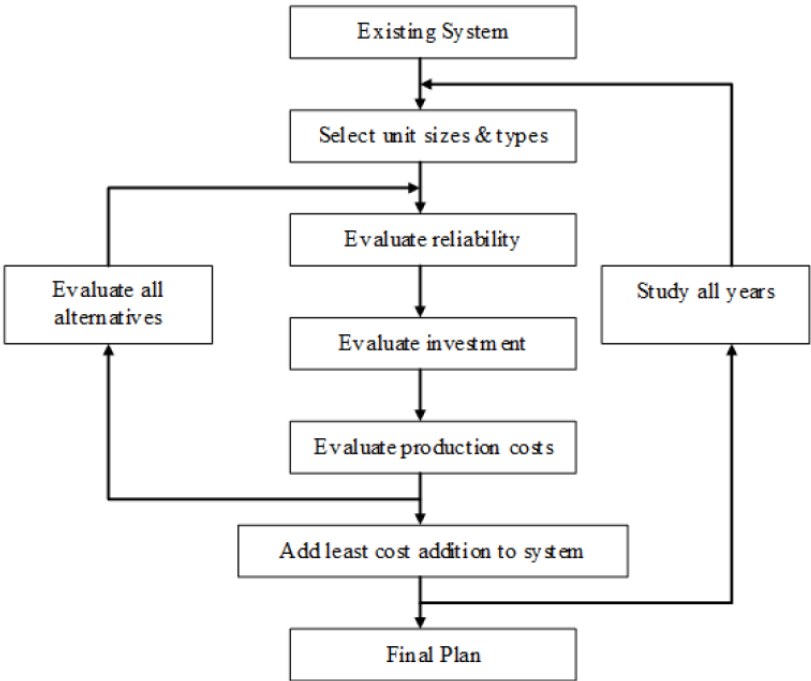 Existing System
Select unit sizes & types
Evaluate reliability
Evaluate all
alternatives
Study all years
Evaluate investment
Evaluate production costs
Add least cost addition to system
Final Plan